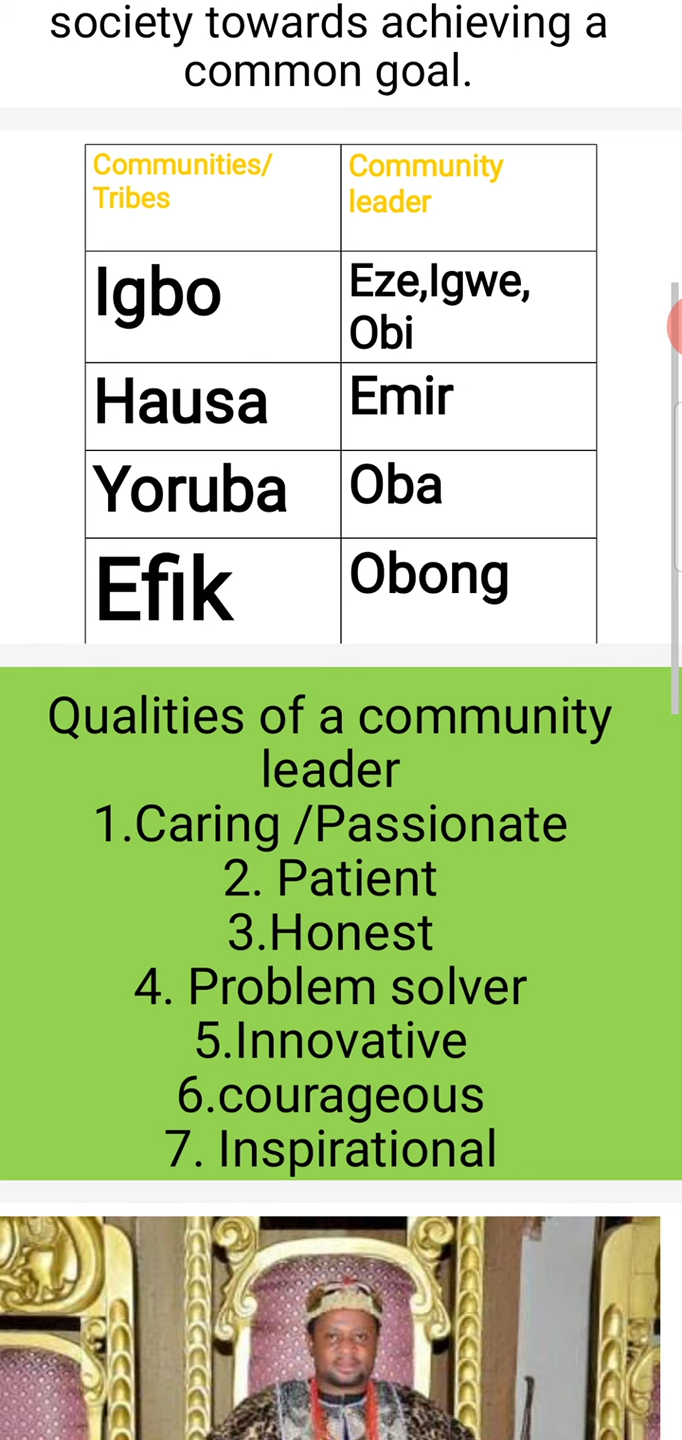 society towards achieving a
common goal.
Communities/
Tribes
Community
leader
Igbo
Eze,Igwe,
Obi
Hausa
Emir
Yoruba
Oba
Efik
Obong
Qualities of a community
leader
1.Caring /Passionate
2. Patient
3.Honest
4. Problem solver
5.Innovative
6.courageous
7. Inspirational